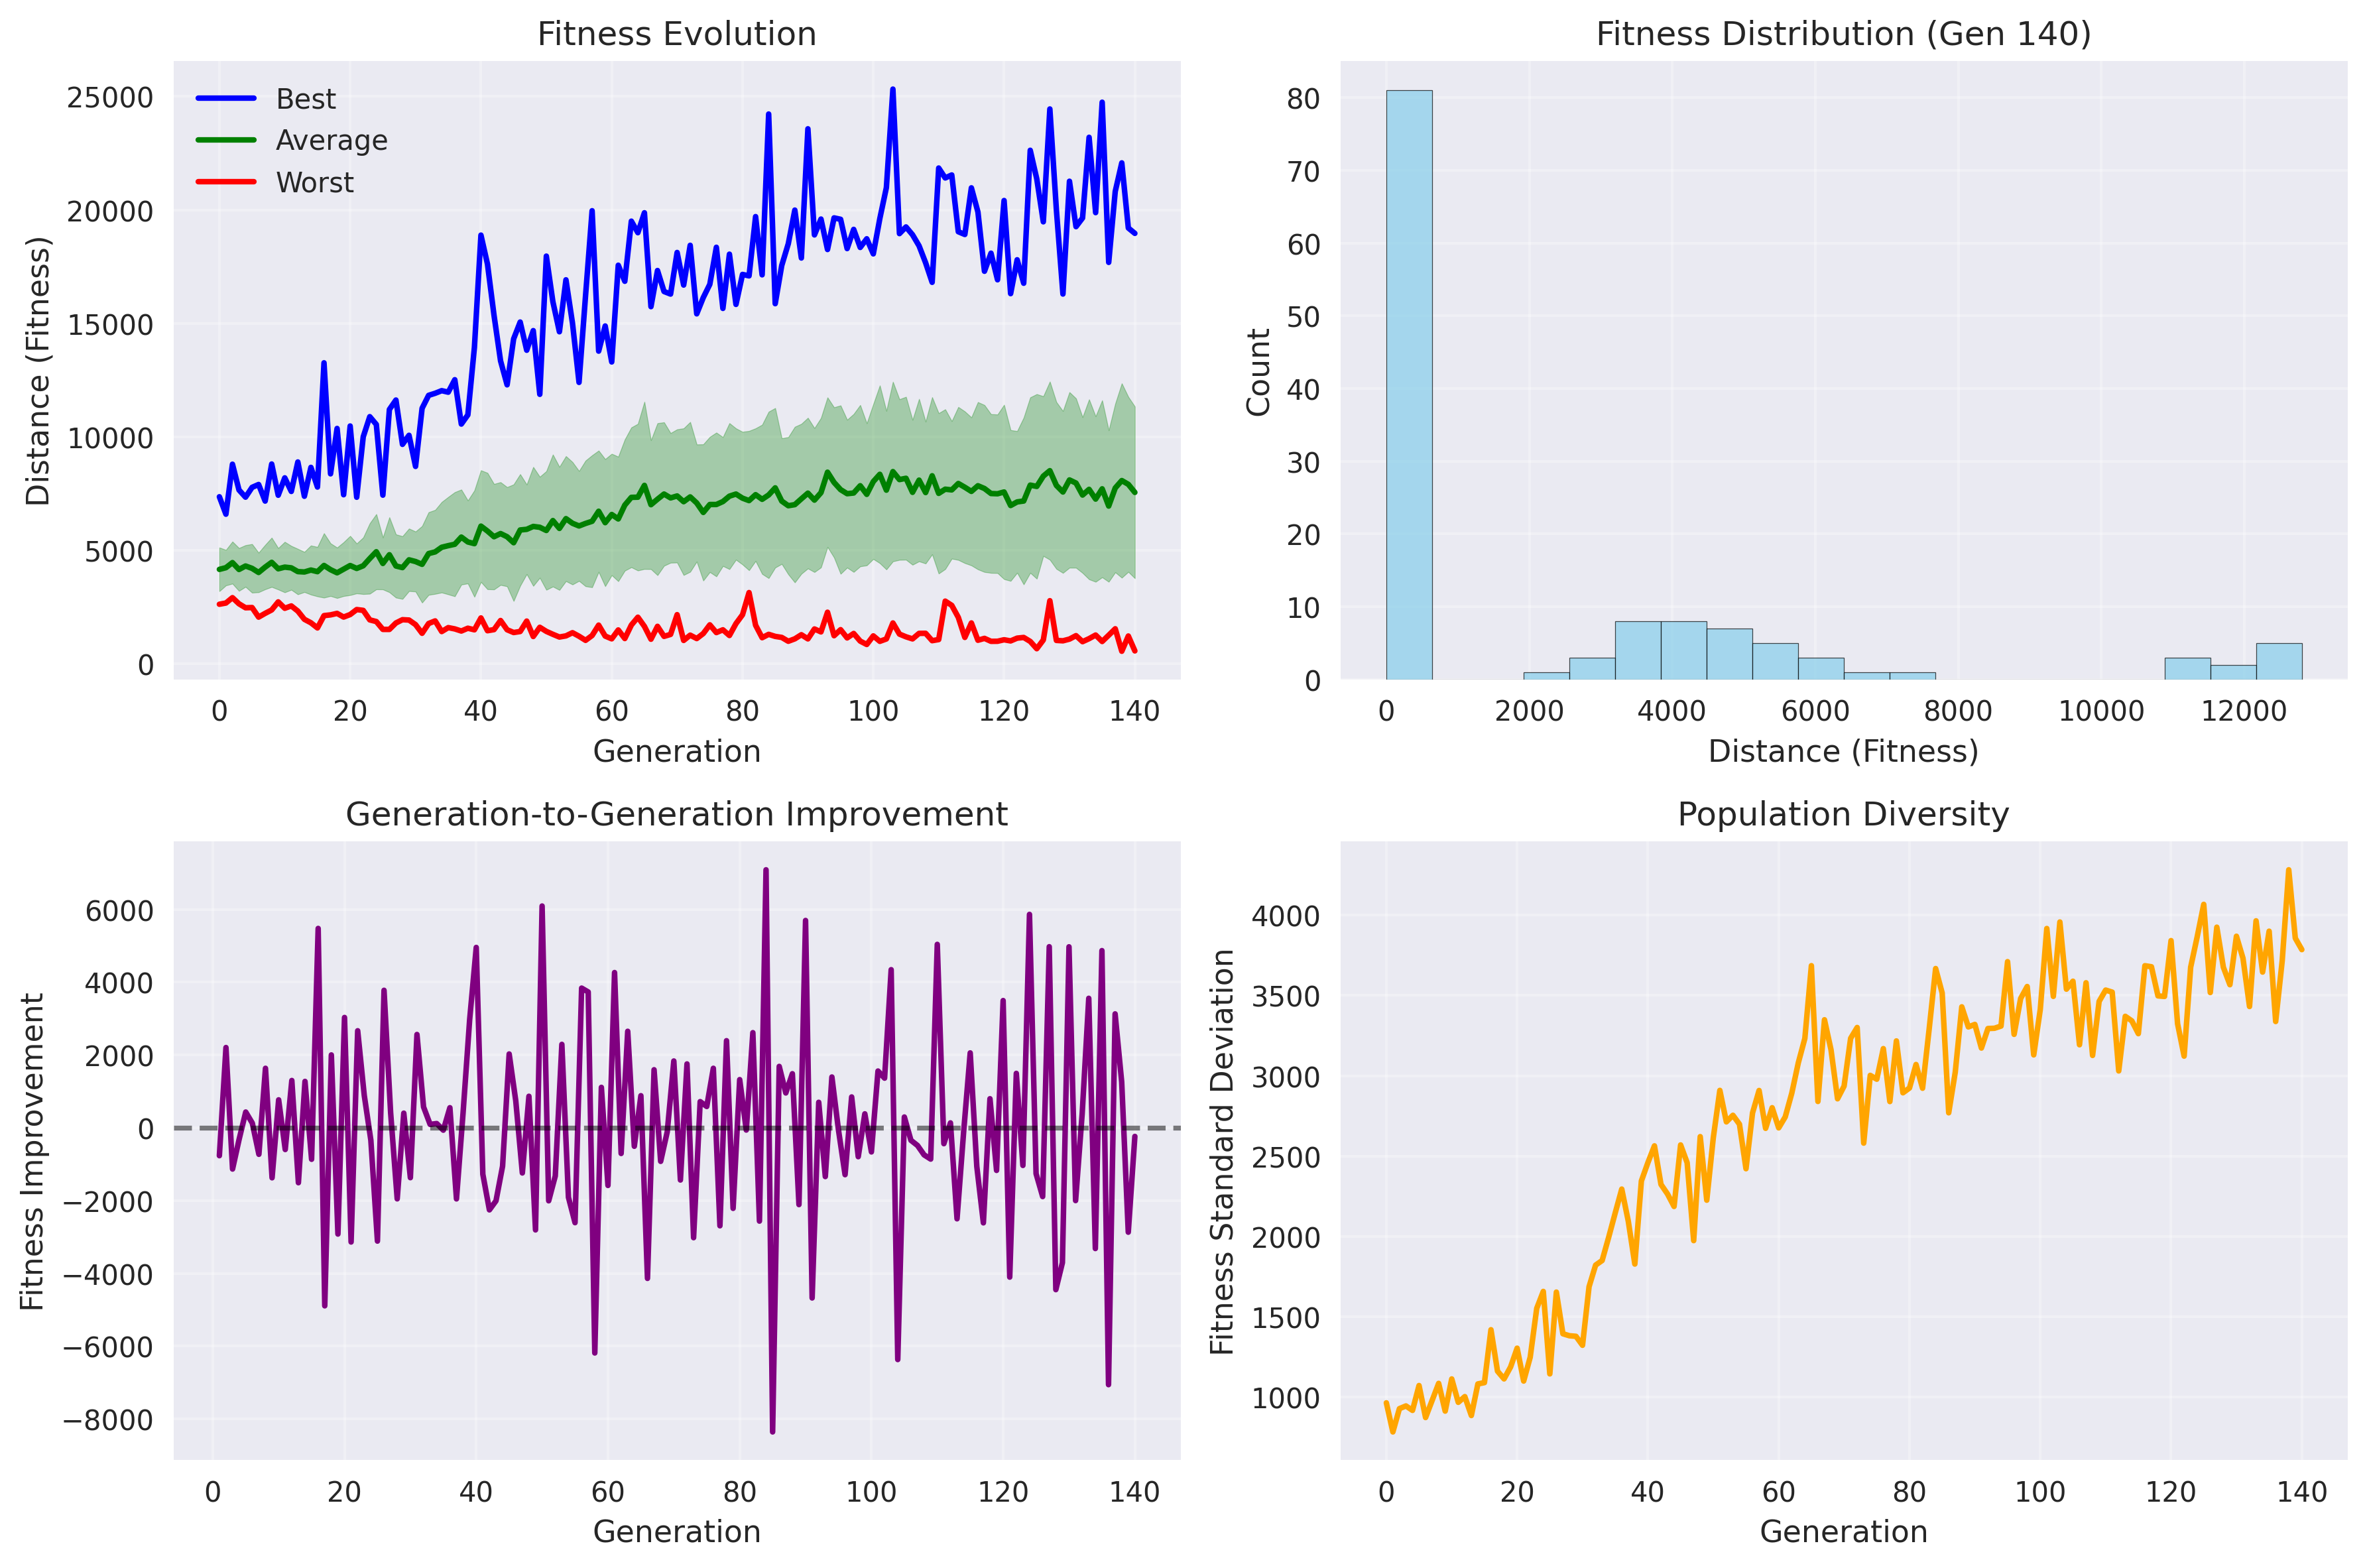 Fitness Evolution
Distance (Fitness)
25000
20000
15000
10000
5000
0
Best
Average
Worst
0 20 40 60 80 100 120 140
Generation
Fitness Distribution (Gen 140)
Count
80
70
60
50
40
30
20
10
0
0 2000 4000 6000 8000 10000 12000
Distance (Fitness)
Generation-to-Generation Improvement
Fitness Improvement
6000
4000
2000
0
−2000
−4000
−6000
−8000
0 20 40 60 80 100 120 140
Generation
Population Diversity
Fitness Standard Deviation
4000
3500
3000
2500
2000
1500
1000
0 20 40 60 80 100 120 140
Generation